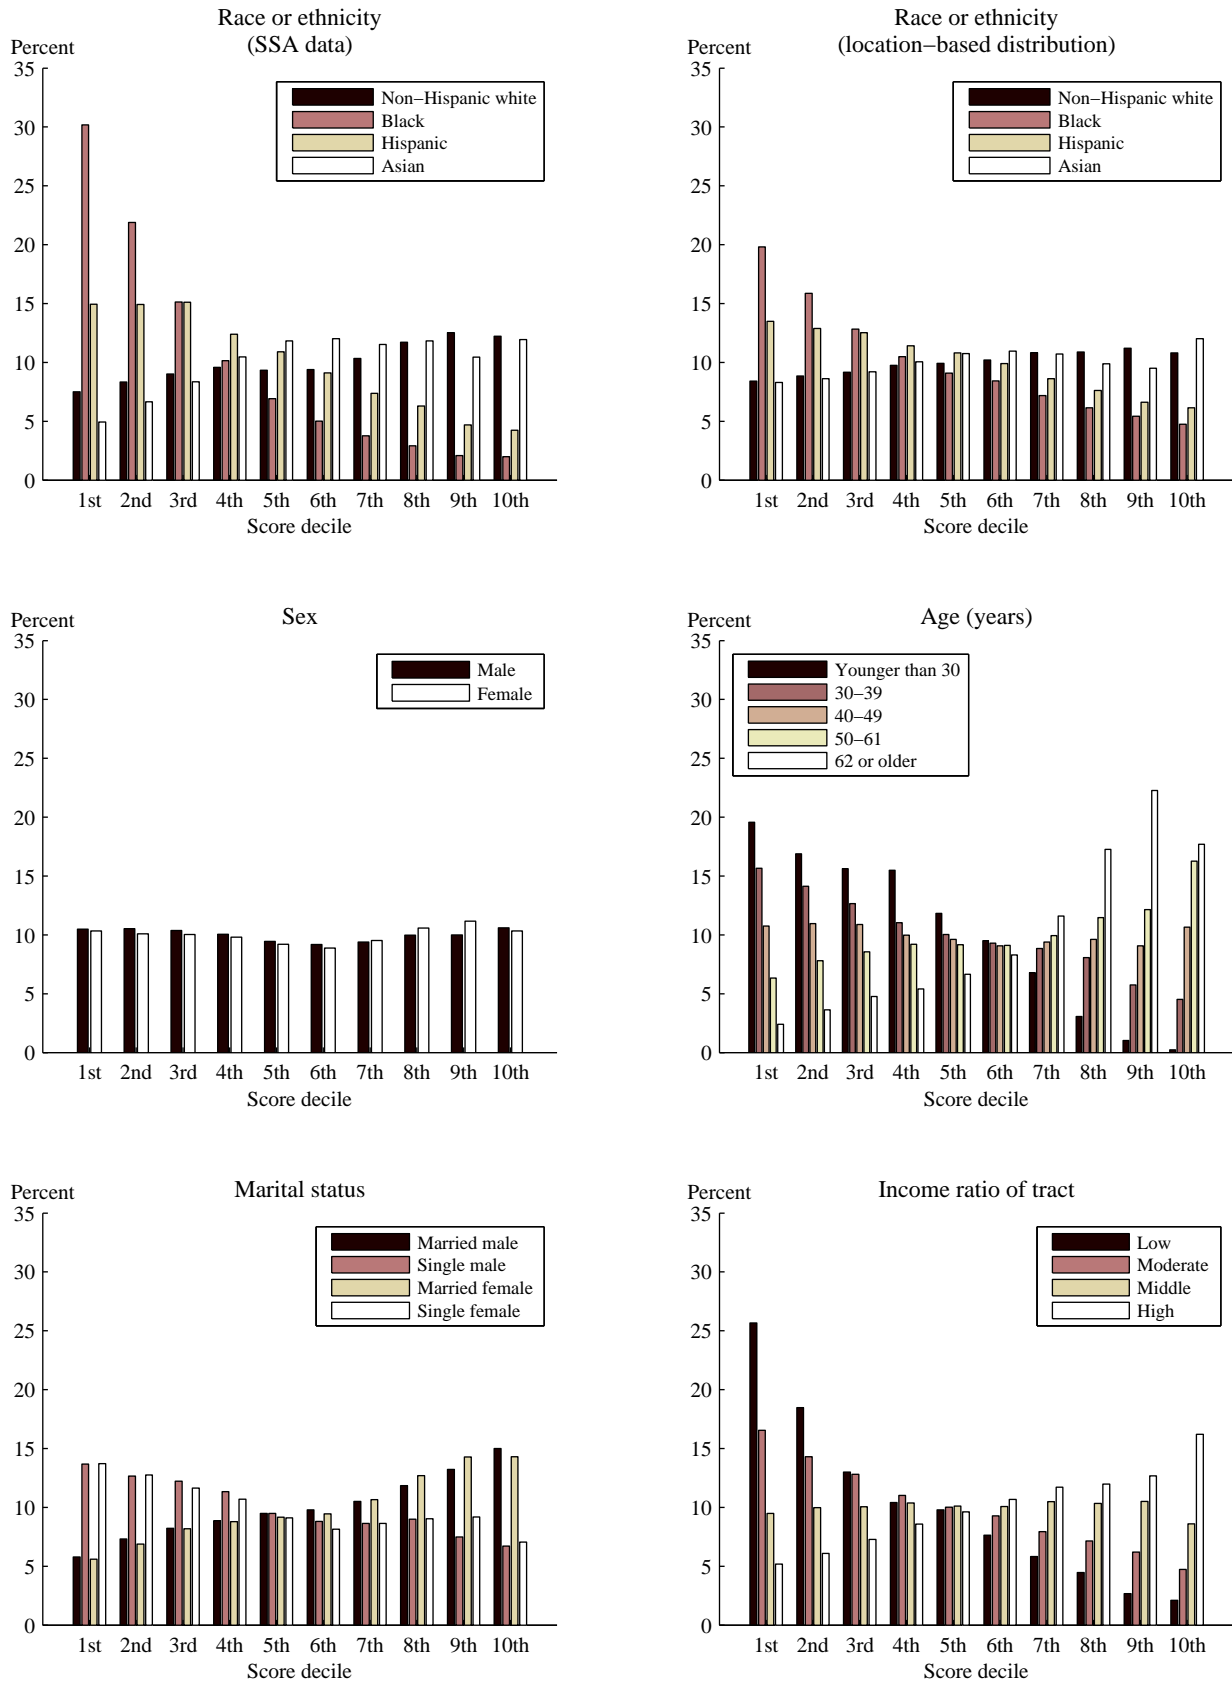 Race or ethnicity
(SSA data)
Percent
35
30
25
20
15
10
5
0
Non−Hispanic white
Black
Hispanic
Asian
1st 2nd 3rd 4th 5th 6th 7th 8th 9th 10th
Score decile
Race or ethnicity
(location−based distribution)
Percent
35
30
25
20
15
10
5
0
Non−Hispanic white
Black
Hispanic
Asian
1st 2nd 3rd 4th 5th 6th 7th 8th 9th 10th
Score decile
Sex
Percent
35
30
25
20
15
10
5
0
Male
Female
1st 2nd 3rd 4th 5th 6th 7th 8th 9th 10th
Score decile
Age (years)
Percent
35
30
25
20
15
10
5
0
Younger than 30
30−39
40−49
50−61
62 or older
1st 2nd 3rd 4th 5th 6th 7th 8th 9th 10th
Score decile
Marital status
Percent
35
30
25
20
15
10
5
0
Married male
Single male
Married female
Single female
1st 2nd 3rd 4th 5th 6th 7th 8th 9th 10th
Score decile
Income ratio of tract
Percent
35
30
25
20
15
10
5
0
Low
Moderate
Middle
High
1st 2nd 3rd 4th 5th 6th 7th 8th 9th 10th
Score decile